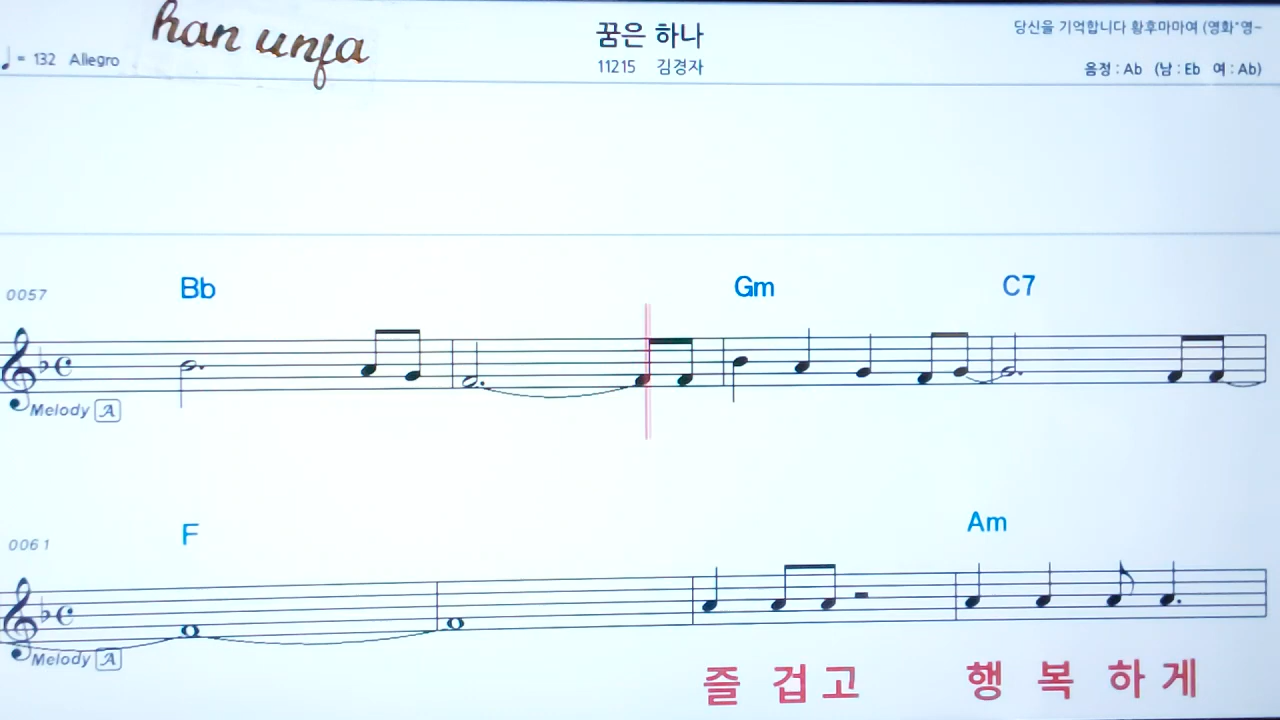 han unfa
꿈은 하나
당신을 기억합니다 황후마마여 (영화"영~
♩= 132 Allegro
11215 김경자
음정 : Ab (남 : Eb 여 : Ab)
0057
Bb
Gm
C7
Melody A
0061
F
Am
Melody A
즐 겁 고 행 복 하 게